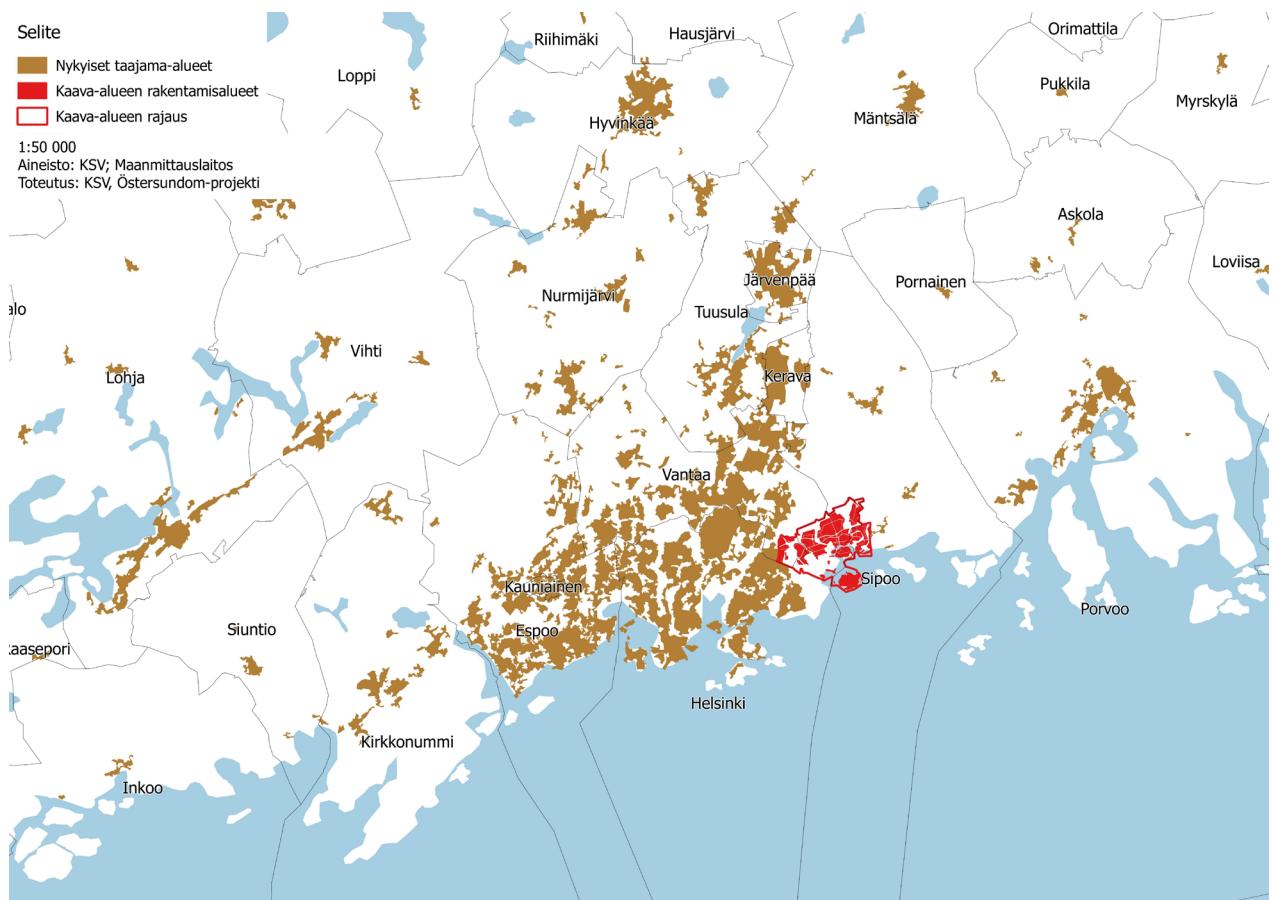 Selite
Nykyiset taajama-alueet
Kaava-alueen rakentamisalueet
Kaava-alueen rajaus
1:50 000
Aineisto: KSV; Maanmittauslaitos
Toteutus: KSV, Östersundom-projekti
Riihimäki
Hausjärvi
Orimattila
Loppi
Pukkila
Myrskylä
Hyvinkää
Mäntsälä
Askola
Loviisa
Järvenpää
Pornainen
Nurmijärvi
alo
Tuusula
Vihti
Lohja
Kerava
Vantaa
Kauniainen
Sipoo
Porvoo
Siuntio
Espoo
aasepori
Helsinki
Kirkkonummi
Inkoo